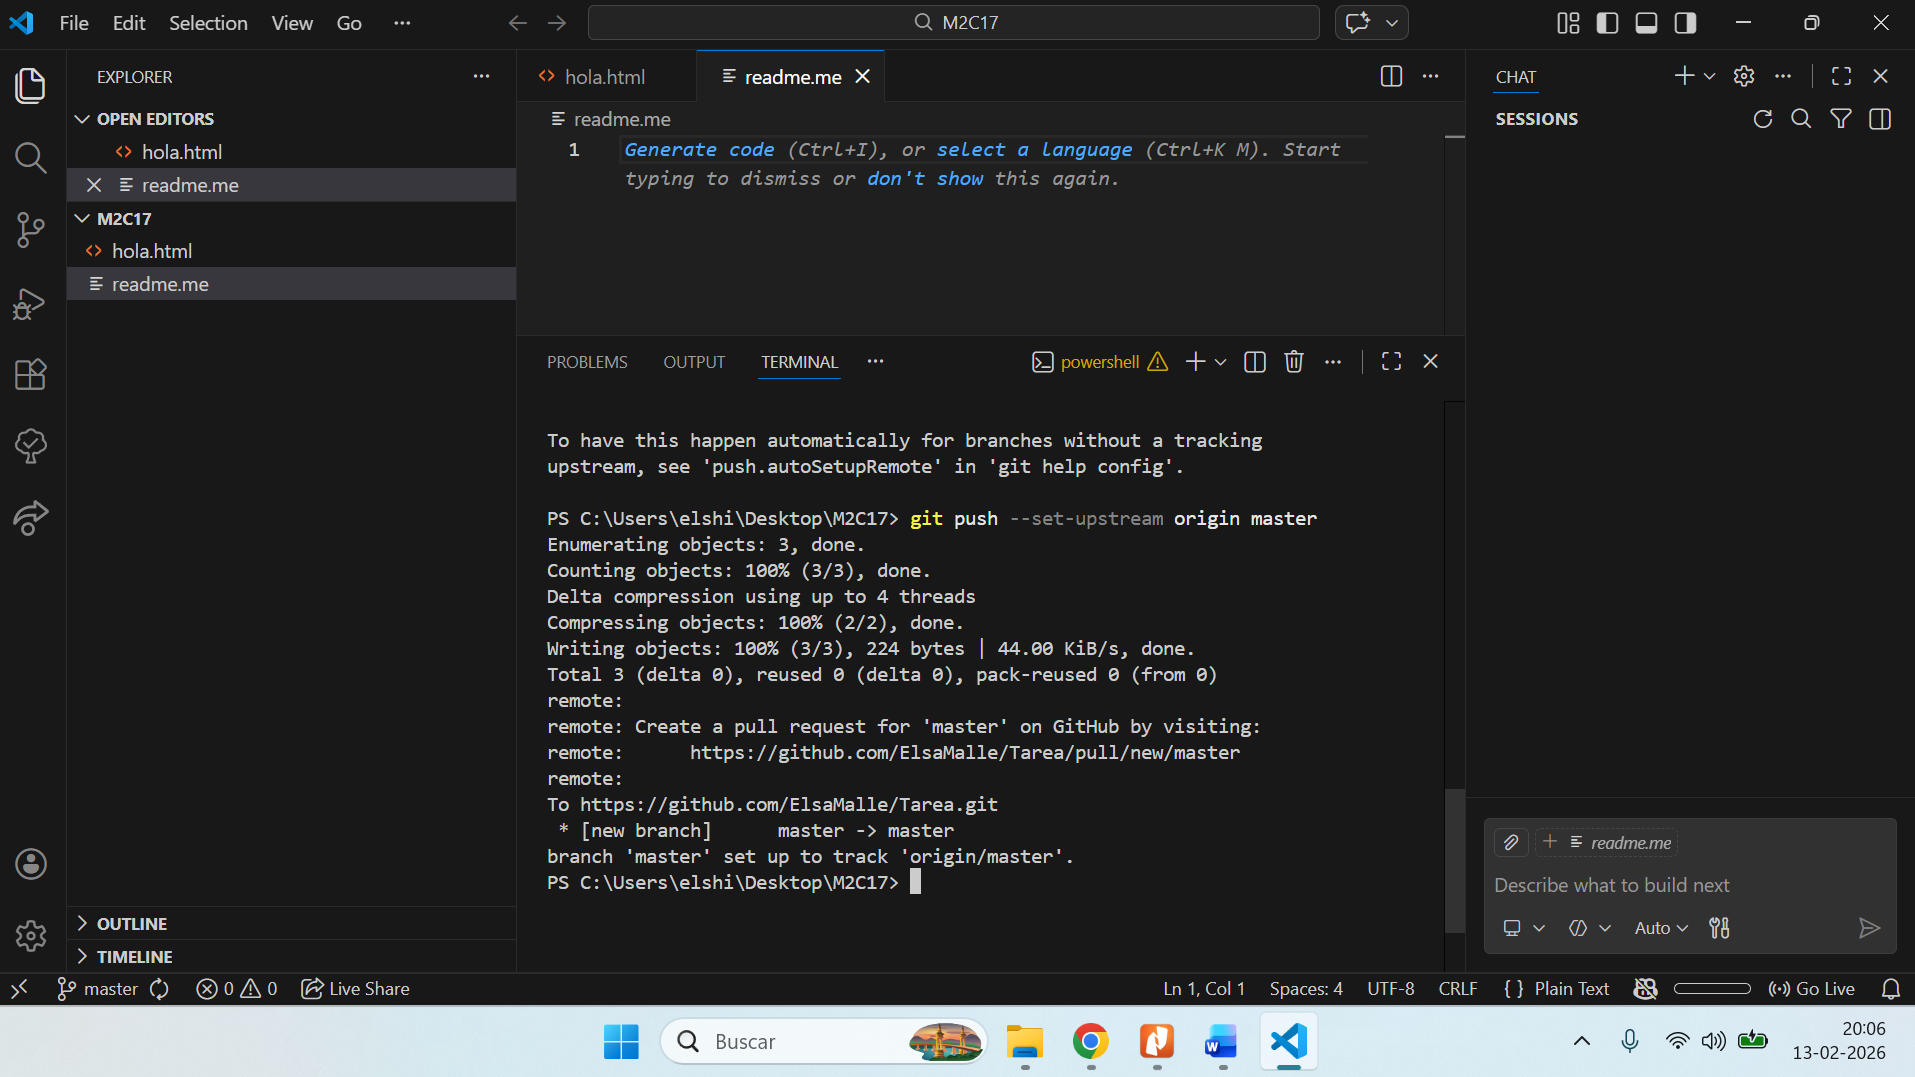 File Edit Selection View Go
M2C17
EXPLORER
OPEN EDITORS
hola.html
readme.me
M2C17
hola.html
readme.me
OUTLINE
TIMELINE
hola.html
readme.me
readme.me
1 Generate code (Ctrl+I), or select a language (Ctrl+K M). Start
typing to dismiss or don't show this again.
PROBLEMS OUTPUT TERMINAL
powershell
To have this happen automatically for branches without a tracking
upstream, see 'push.autoSetupRemote' in 'git help config'.
PS C:\Users\elshi\Desktop\M2C17> git push --set-upstream origin master
Enumerating objects: 3, done.
Counting objects: 100% (3/3), done.
Delta compression using up to 4 threads
Compressing objects: 100% (2/2), done.
Writing objects: 100% (3/3), 224 bytes | 44.00 KiB/s, done.
Total 3 (delta 0), reused 0 (delta 0), pack-reused 0 (from 0)
remote:
remote: Create a pull request for 'master' on GitHub by visiting:
remote:      https://github.com/ElsaMalle/Tarea/pull/new/master
remote:
To https://github.com/ElsaMalle/Tarea.git
 * [new branch]      master -> master
branch 'master' set up to track 'origin/master'.
PS C:\Users\elshi\Desktop\M2C17>
CHAT
SESSIONS
readme.me
Describe what to build next
Auto
master 0 0 Live Share
Ln 1, Col 1 Spaces: 4 UTF-8 CRLF { } Plain Text Go Live
Buscar
20:06
13-02-2026